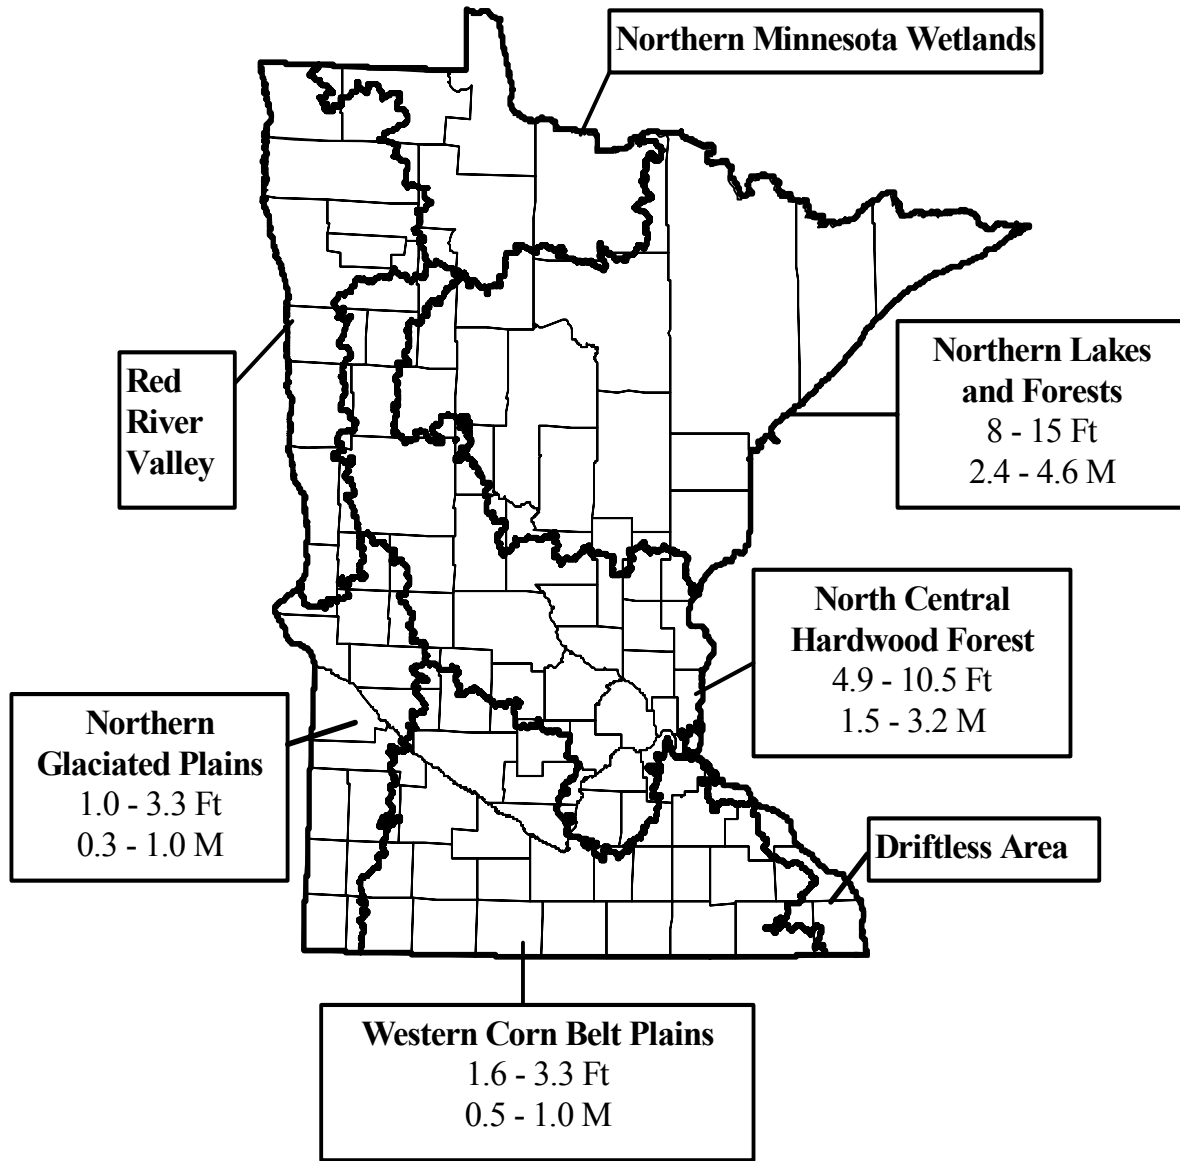 Northern Minnesota Wetlands
Northern Lakes
and Forests
8 - 15 Ft
2.4 - 4.6 M
Red
River
Valley
North Central
Hardwood Forest
4.9 - 10.5 Ft
1.5 - 3.2 M
Northern
Glaciated Plains
1.0 - 3.3 Ft
0.3 - 1.0 M
Driftless Area
Western Corn Belt Plains
1.6 - 3.3 Ft
0.5 - 1.0 M